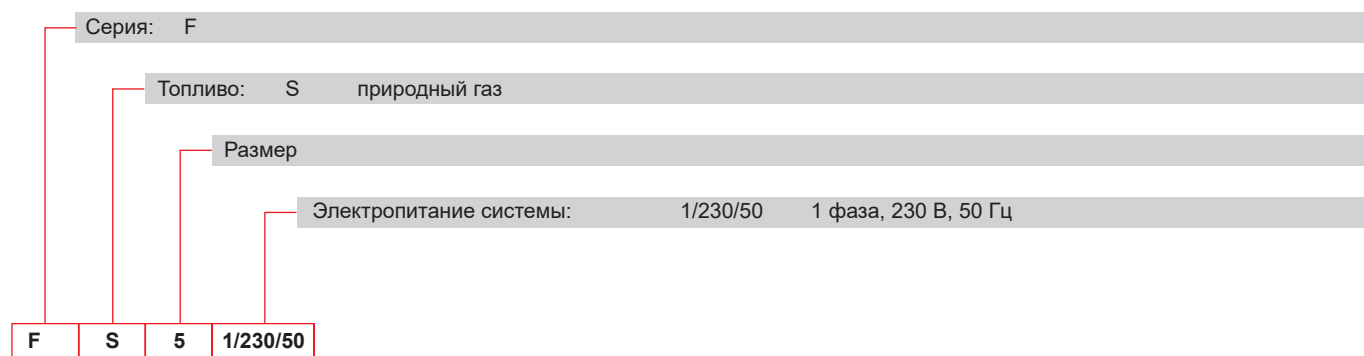 Серия: F
Топливо: S природный газ
Размер
Электропитание системы: 1/230/50 1 фаза, 230 В, 50 Гц
F S 5 1/230/50